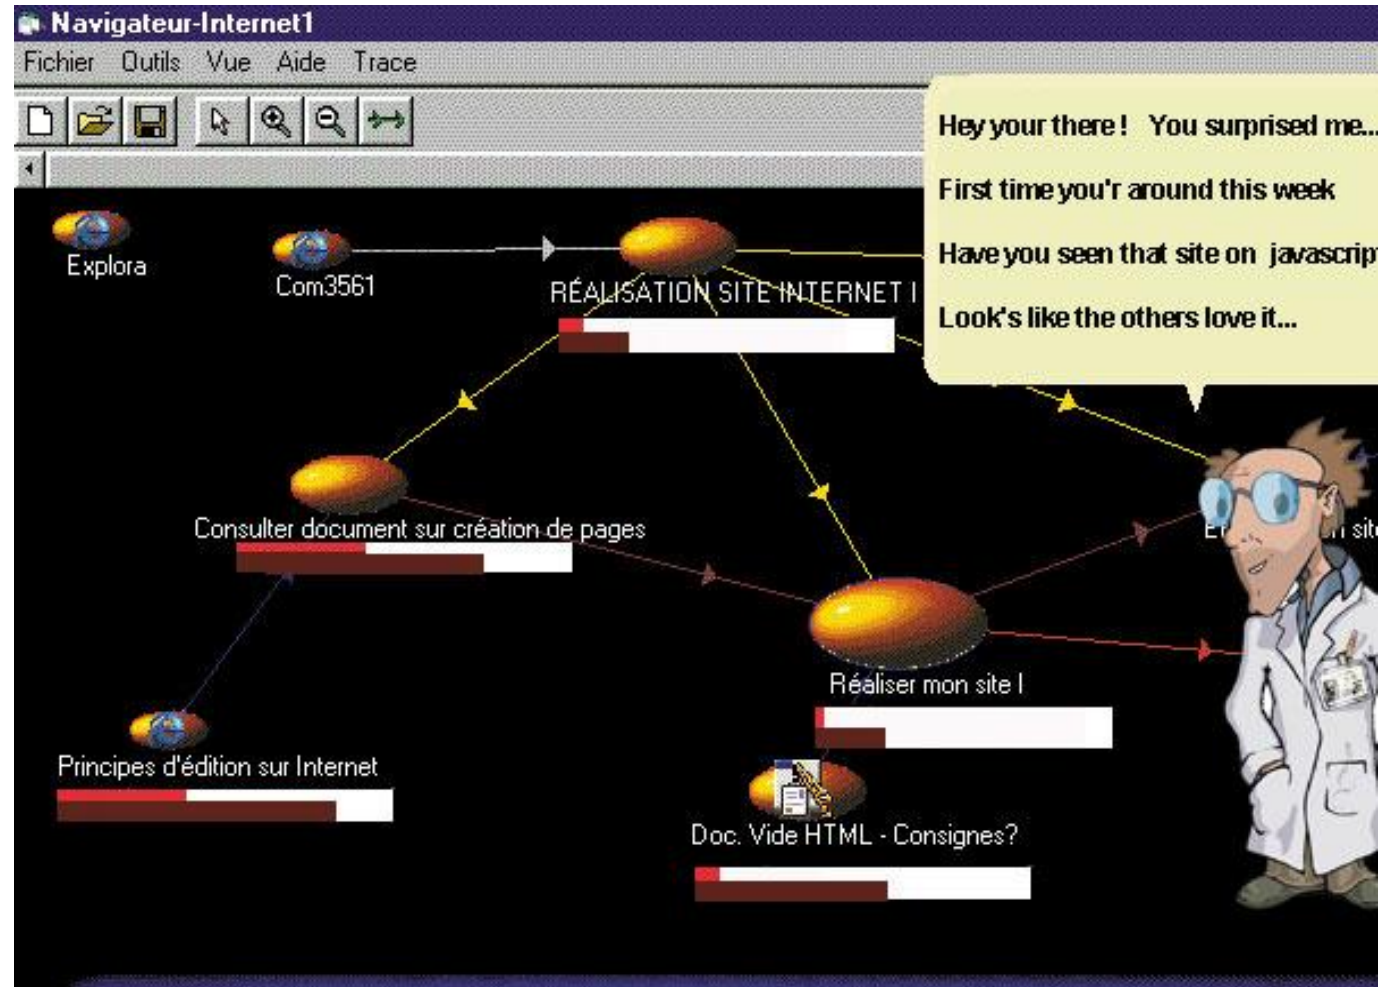 Navigateur-Internet1
Fichier Outils Vue Aide Trace
Hey your there! You surprised me...
First time you'r around this week
Have you seen that site on javascrip
Look's like the others love it...
Explora
Com3561
RÉALISATION SITE INTERNET I
Consulter document sur création de pages
Réaliser mon site I
Principes d'édition sur Internet
Doc. Vide HTML - Consignes?